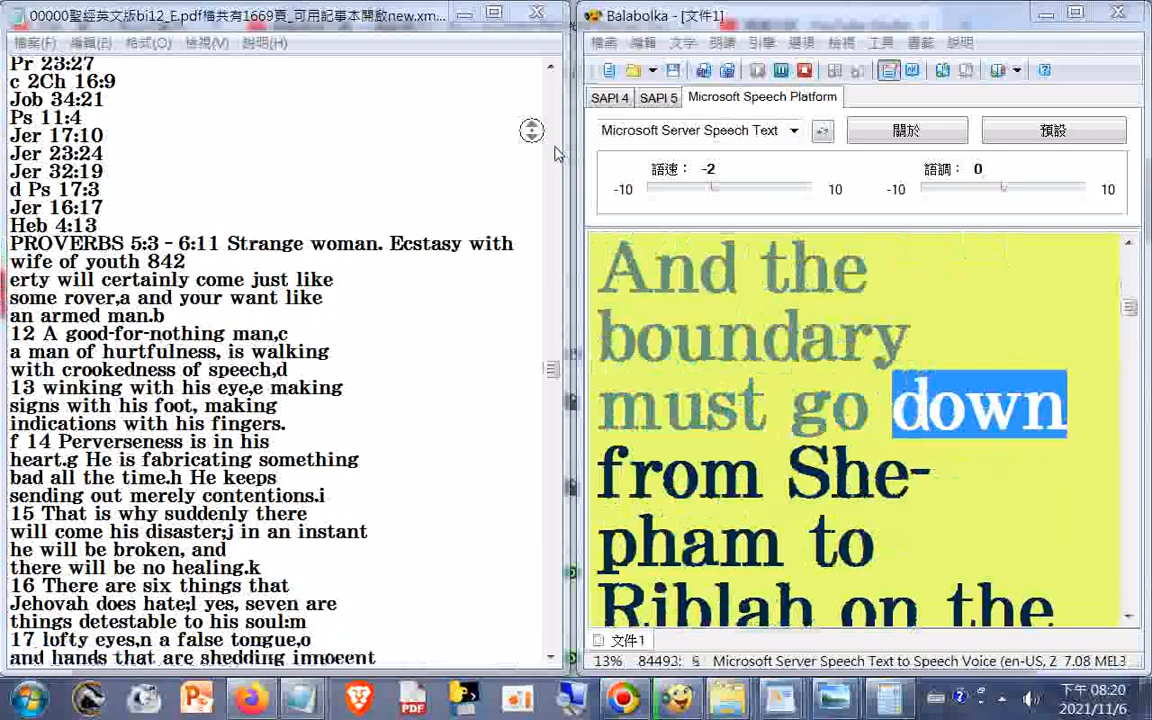 00000聖經英文版bi12_E.pdf檔共有1669頁_可用記事本開啟new.xm...
檔案(F) 編輯(E) 格式(O) 檢視(V) 說明(H)
Pr 23:27
c 2Ch 16:9
Job 34:21
Ps 11:4
Jer 17:10
Jer 23:24
Jer 32:19
d Ps 17:3
Jer 16:17
Heb 4:13
PROVERBS 5:3 – 6:11 Strange woman. Ecstasy with
wife of youth 842
erty will certainly come just like
some rover,a and your want like
an armed man.b
12 A good-for-nothing man,c
a man of hurtfulness, is walking
with crookedness of speech,d
13 winking with his eye,e making
signs with his foot, making
indications with his fingers.
f 14 Perverseness is in his
heart.g He is fabricating something
bad all the time.h He keeps
sending out merely contentions.i
15 That is why suddenly there
will come his disaster;j in an instant
he will be broken, and
there will be no healing.k
16 There are six things that
Jehovah does hate;l yes, seven are
things detestable to his soul:m
17 lofty eyes,n a false tongue,o
and hands that are shedding innocent
Balabolka - [文件1]
檔案 編輯 文字 朗讀 引擎 選項 檢視 工具 書籤 說明
SAPI 4 SAPI 5 Microsoft Speech Platform
Microsoft Server Speech Text 關於 預設
語速： -2 語調： 0
-10 10 -10 10
And the
boundary
must go down
from She-
pham to
Riblah on the
文件1
13% 84492: Microsoft Server Speech Text to Speech Voice (en-US, Z 7.08 MEL3
下午 08:20
2021/11/6